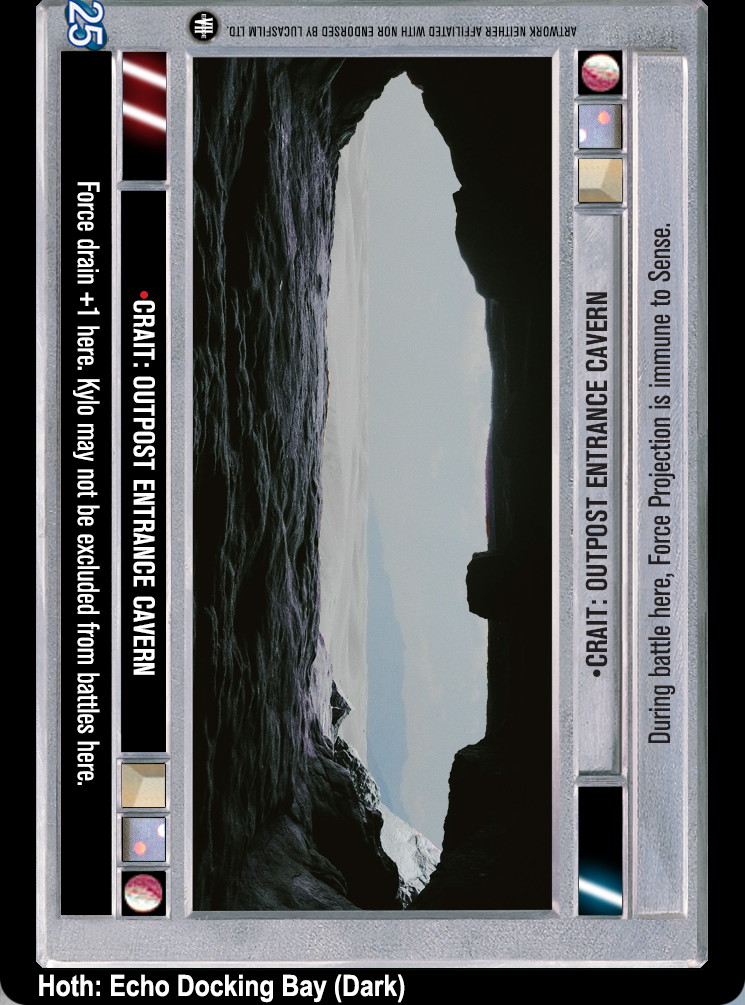 25
ARTWORK NEITHER AFFILIATED WITH NOR ENDORSED BY LUCASFILM LTD.
Force drain +1 here. Kylo may not be excluded from battles here.
•CRAIT: OUTPOST ENTRANCE CAVERN
•CRAIT: OUTPOST ENTRANCE CAVERN
During battle here, Force Projection is immune to Sense.
Hoth: Echo Docking Bay (Dark)